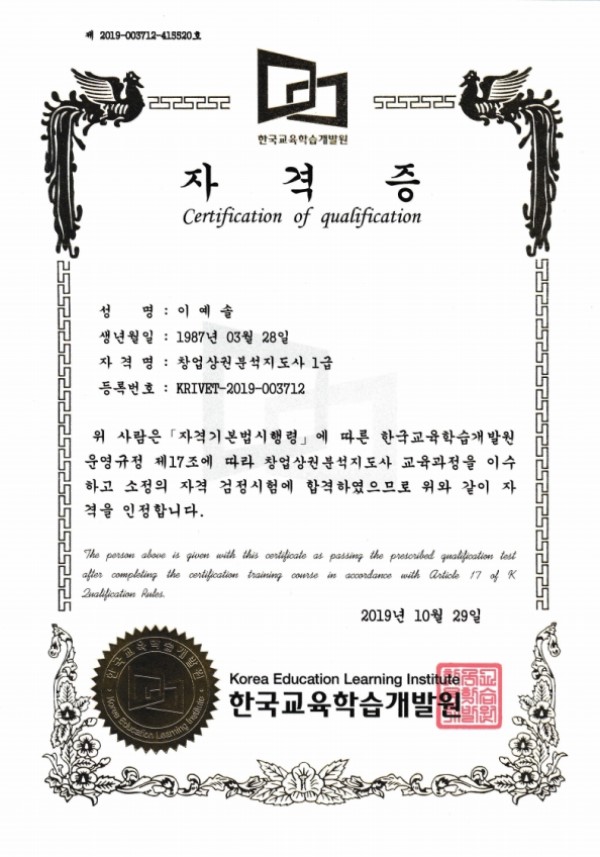 제 2019-003712-415520호
한국교육학습개발원
자 격 증
Certification of qualification
성 명 : 이예솔
생년월일 : 1987년 03월 28일
자 격 명 : 창업상권분석지도사 1급
등록번호 : KRIVET-2019-003712
위 사람은 「자격기본법시행령」에 따른 한국교육학습개발원
운영규정 제17조에 따라 창업상권분석지도사 교육과정을 이수
하고 소정의 자격 검정시험에 합격하였으므로 위와 같이 자
격을 인정합니다.
The person above is given with this certificate as passing the prescribed qualification test
after completing the certification training course in accordance with Article 17 of K
Qualification Rules.
2019년 10월 29일
한국교육학습개발원
Korea Education Learning Institute
Korea Education Learning Institute
한국교육학습개발원